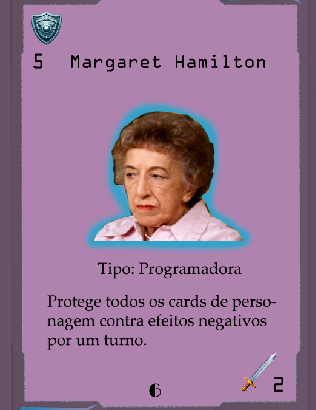 5 Margaret Hamilton
Tipo: Programadora
Protege todos os cards de perso-
nagem contra efeitos negativos
por um turno.
6 2